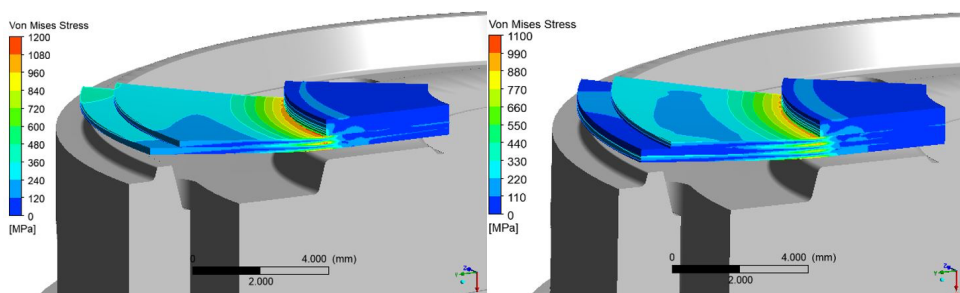 Von Mises Stress
1200
1080
960
840
720
600
480
360
240
120
0
[MPa]
0
4.000 (mm)
2.000
Z
Y
Von Mises Stress
1100
990
880
770
660
550
440
330
220
110
0
[MPa]
0
4.000 (mm)
2.000
Z
Y